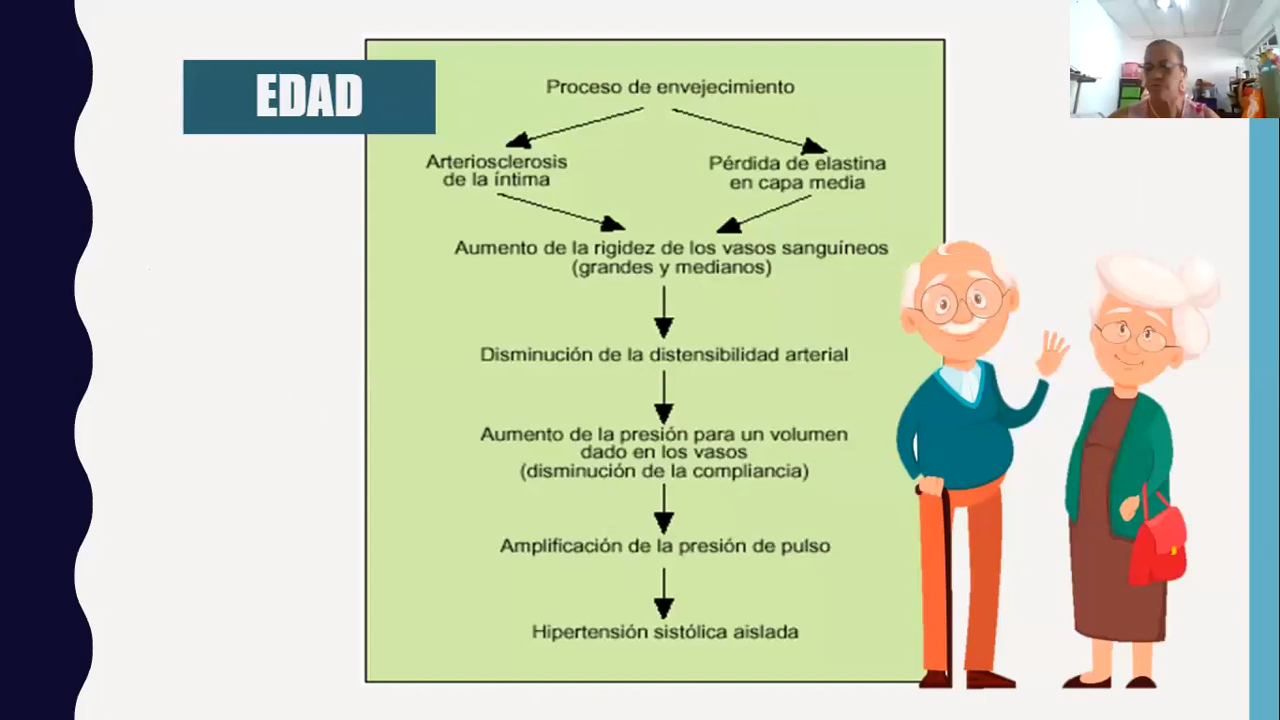 EDAD
Proceso de envejecimiento
Arteriosclerosis
de la íntima
Pérdida de elastina
en capa media
Aumento de la rigidez de los vasos sanguíneos
(grandes y medianos)
Disminución de la distensibilidad arterial
Aumento de la presión para un volumen
dado en los vasos
(disminución de la compliancia)
Amplificación de la presión de pulso
Hipertensión sistólica aislada